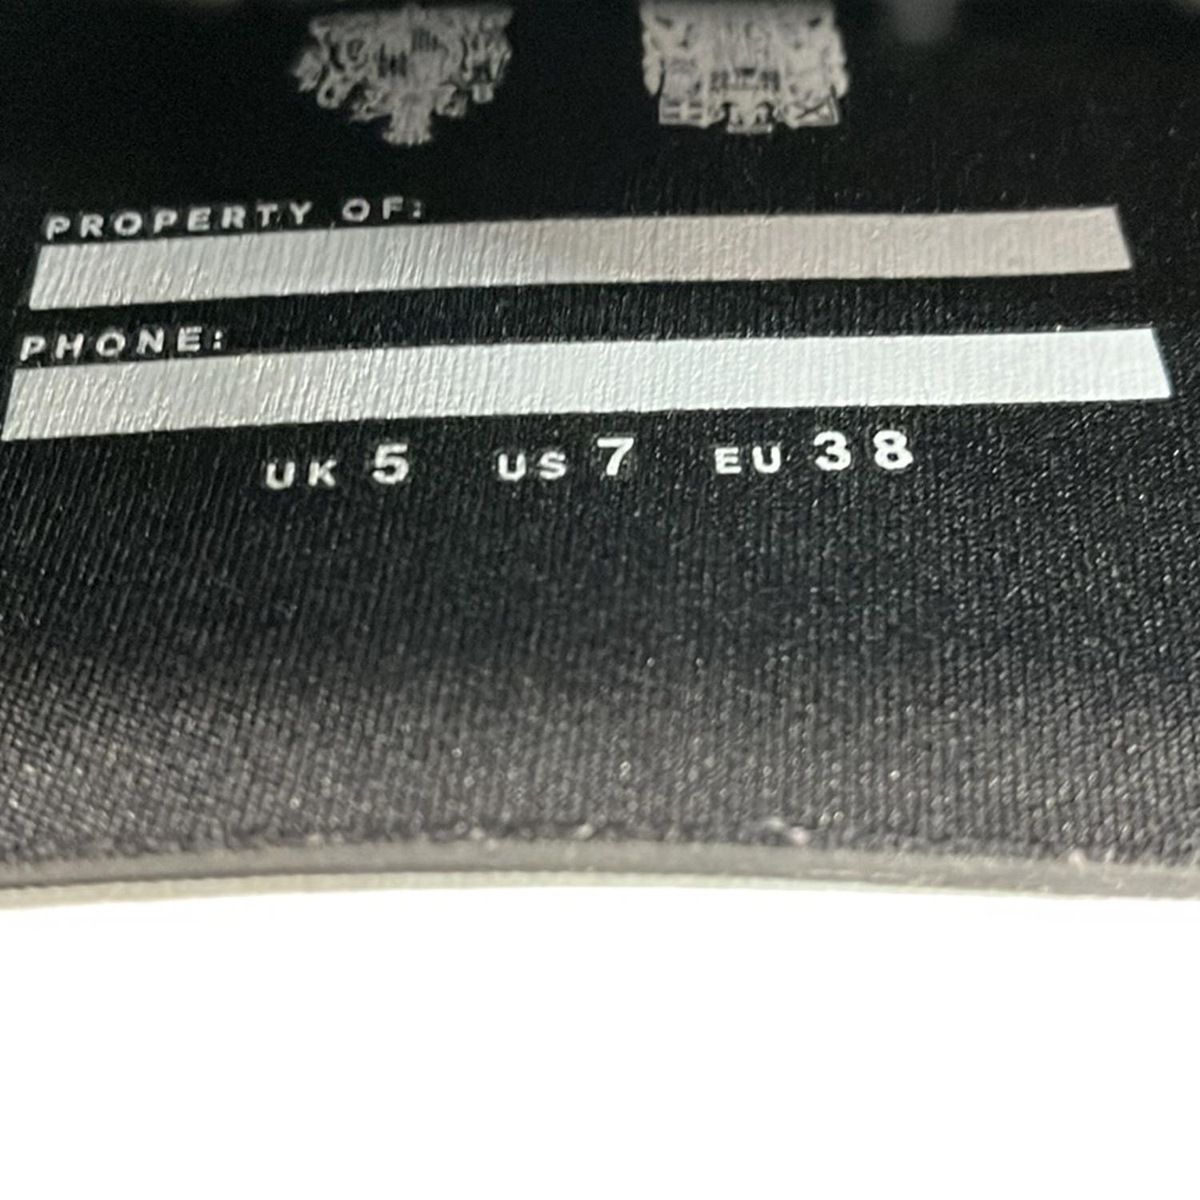 PROPERTY OF:
PHONE:
UK 5 US 7 EU 38